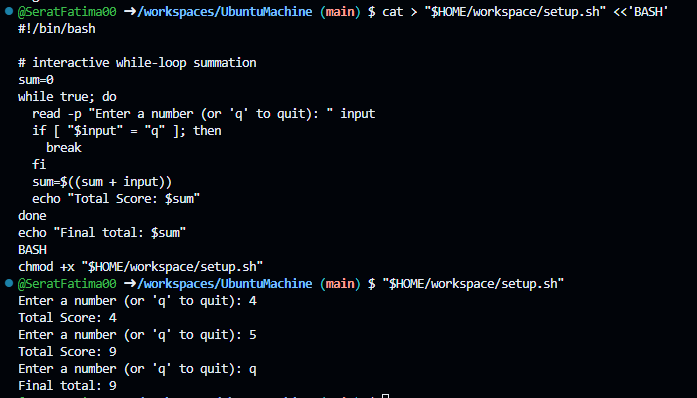 @SeratFatima00 ➜/workspaces/UbuntuMachine (main) $ cat > "$HOME/workspace/setup.sh" <<'BASH'
#!/bin/bash

# interactive while-loop summation
sum=0
while true; do
  read -p "Enter a number (or 'q' to quit): " input
  if [ "$input" = "q" ]; then
    break
  fi
  sum=$((sum + input))
  echo "Total Score: $sum"
done
echo "Final total: $sum"
BASH
chmod +x "$HOME/workspace/setup.sh"
@SeratFatima00 ➜/workspaces/UbuntuMachine (main) $ "$HOME/workspace/setup.sh"
Enter a number (or 'q' to quit): 4
Total Score: 4
Enter a number (or 'q' to quit): 5
Total Score: 9
Enter a number (or 'q' to quit): q
Final total: 9